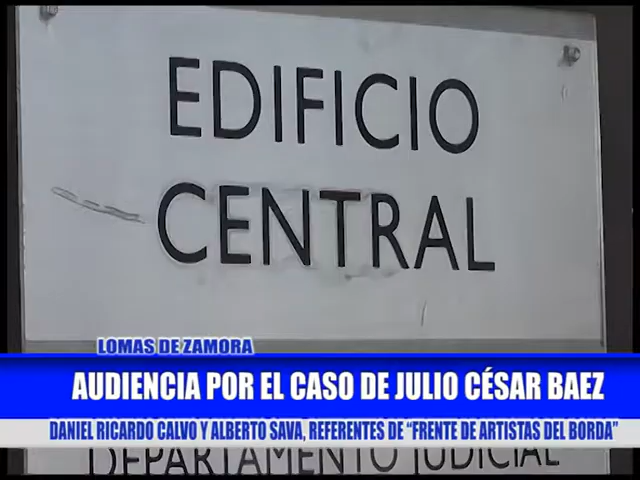 EDIFICIO
CENTRAL
LOMAS DE ZAMORA
AUDIENCIA POR EL CASO DE JULIO CÉSAR BAEZ
DANIEL RICARDO CALVO Y ALBERTO SAVA, REFERENTES DE “FRENTE DE ARTISTAS DEL BORDA”
DEPARTAMENTO JUDICIAL